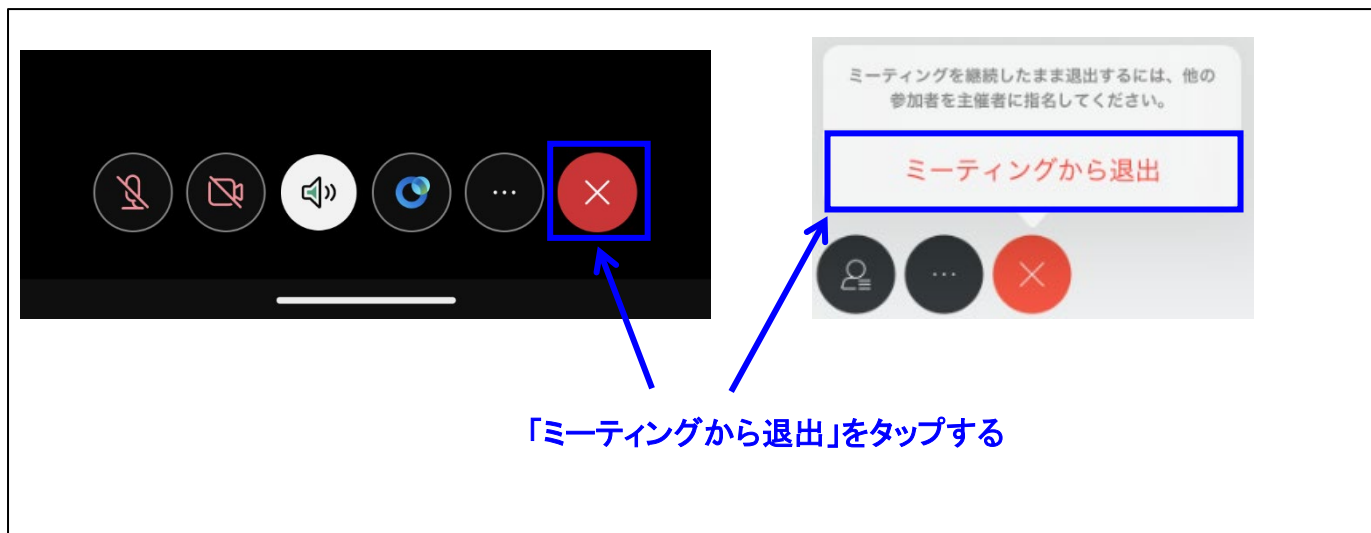 ミーティングを継続したまま退出するには、他の
参加者を主催者に指名してください。
ミーティングから退出
「ミーティングから退出」をタップする